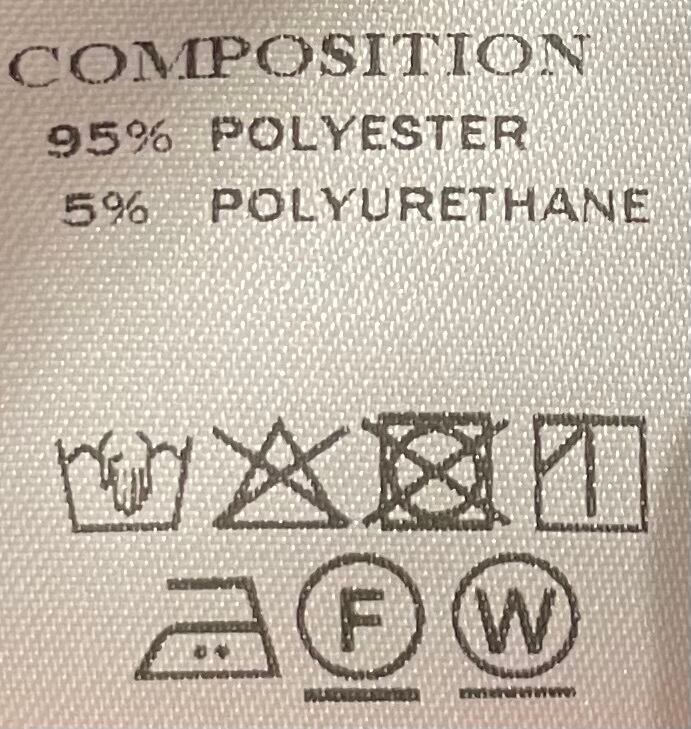 COMPOSITION
95% POLYESTER
5% POLYURETHANE
F W